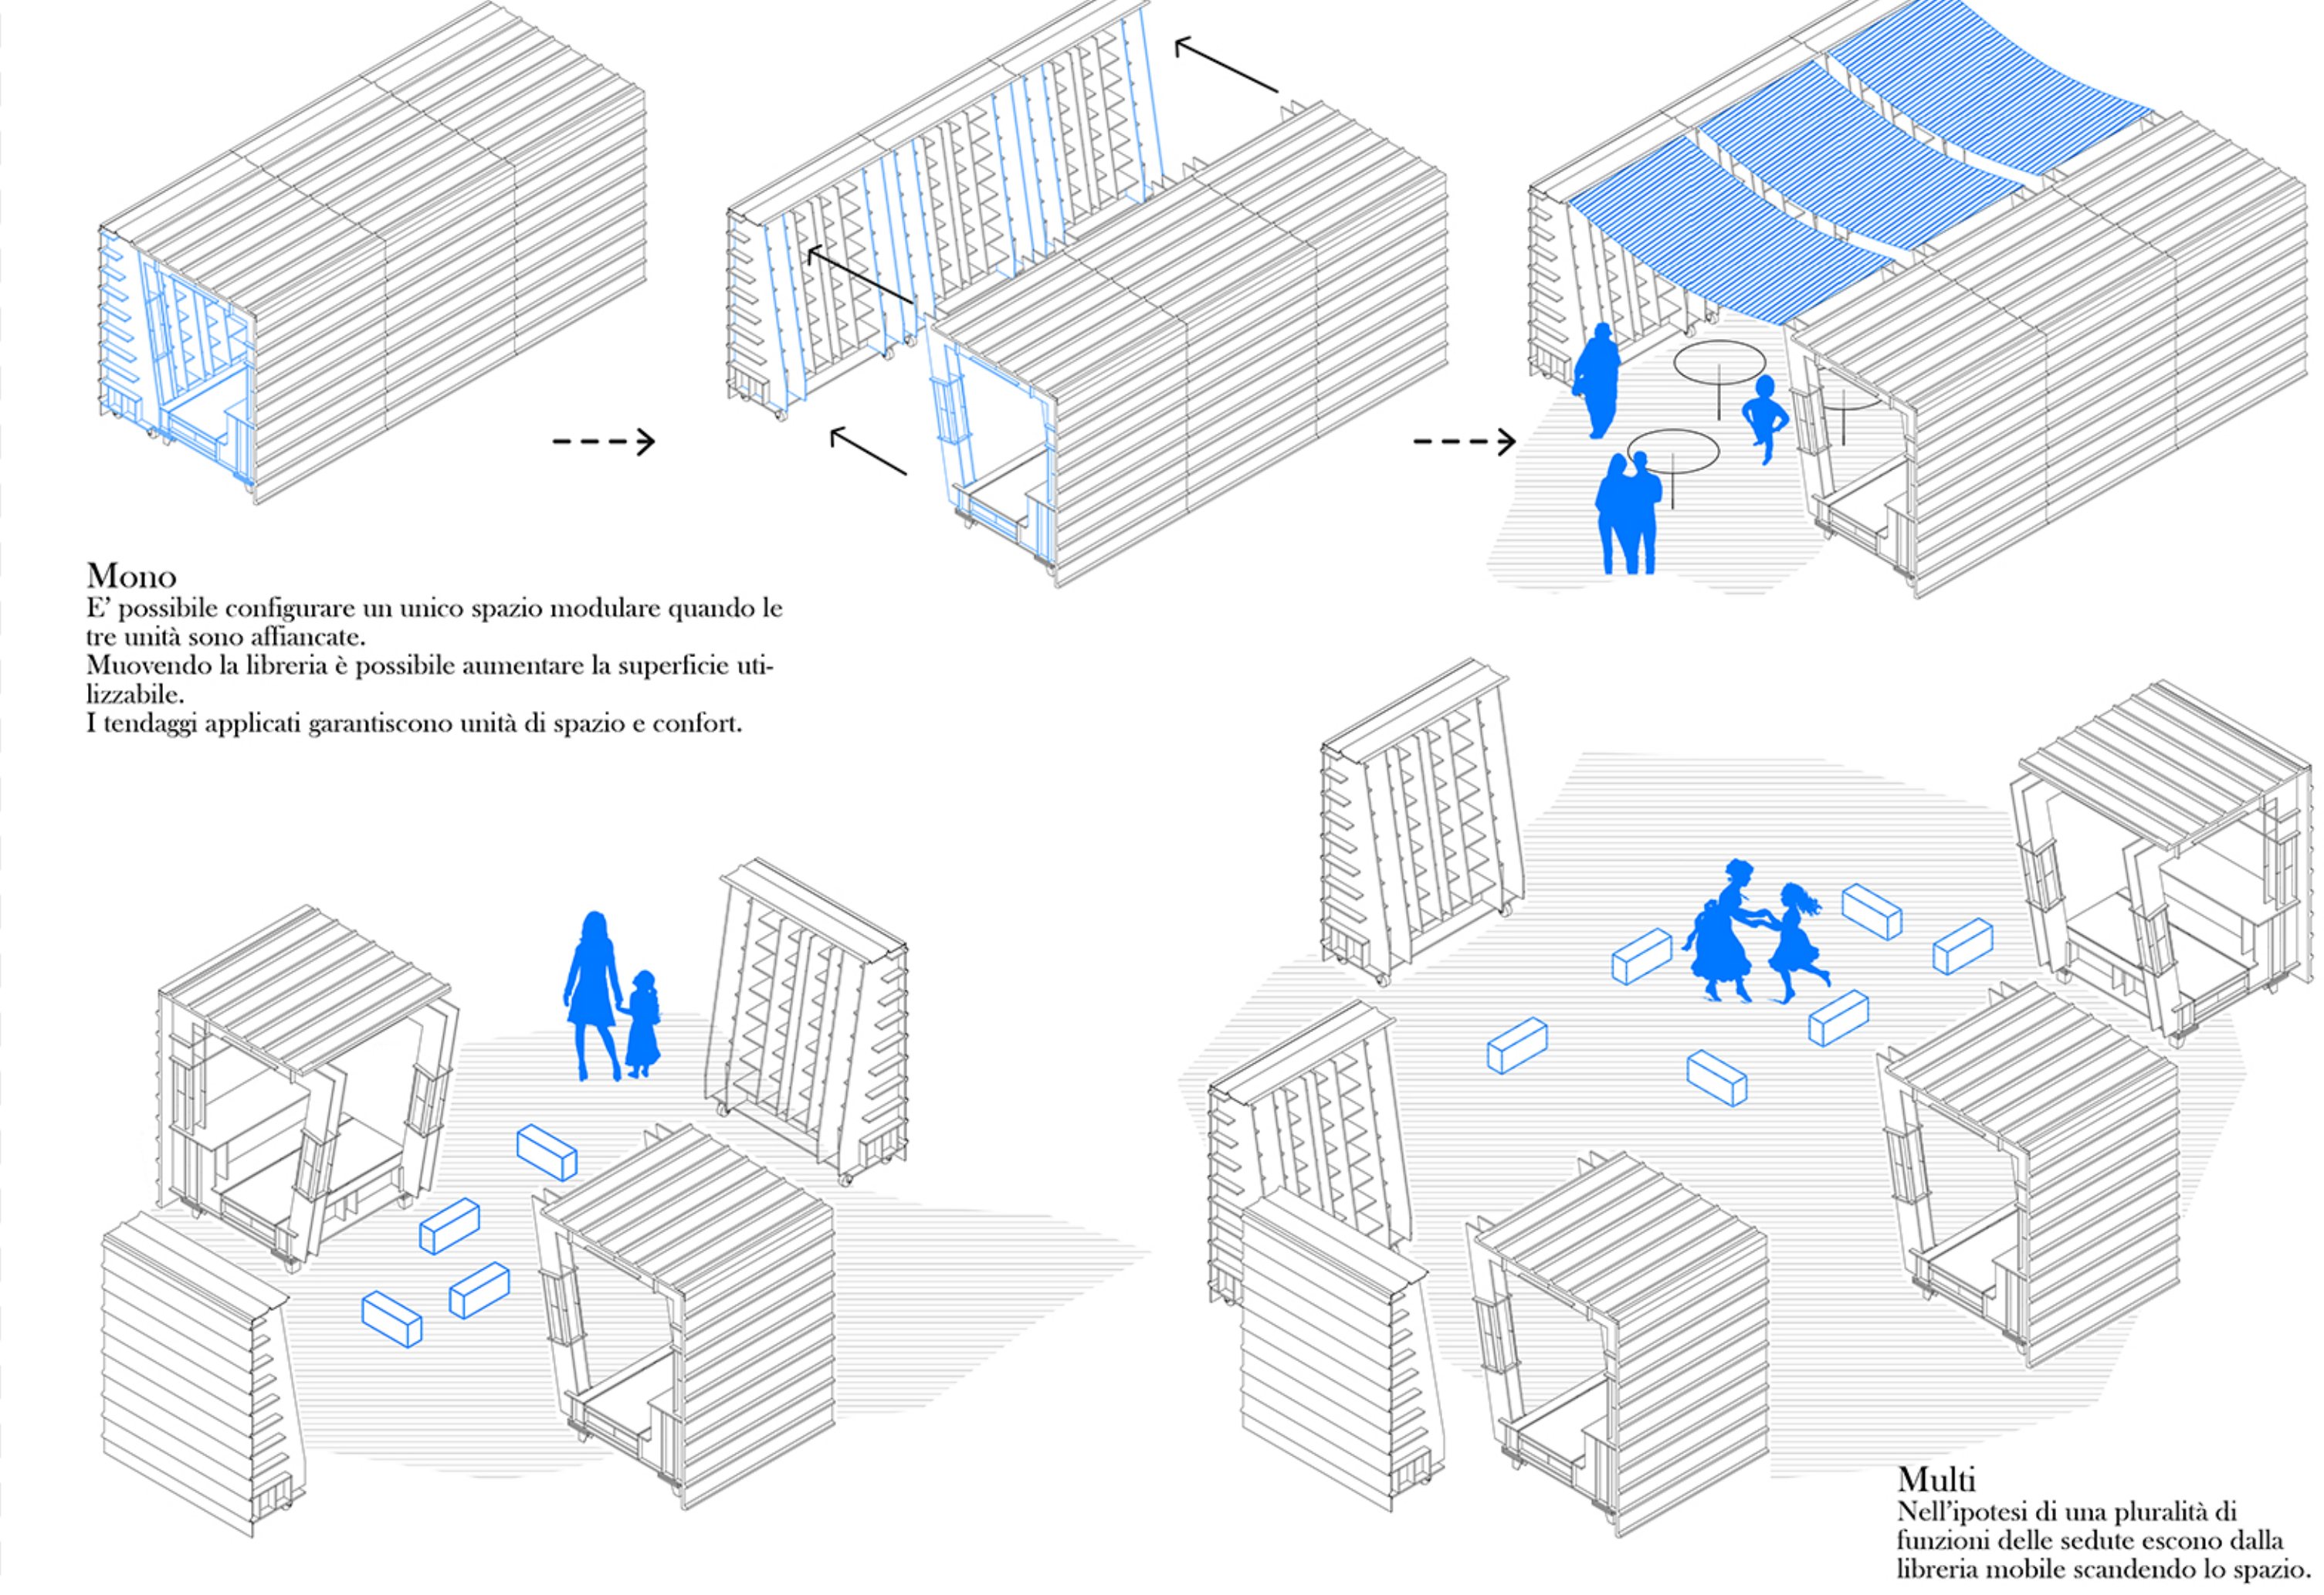 Mono
E’ possibile configurare un unico spazio modulare quando le
tre unità sono affiancate.
Muovendo la libreria è possibile aumentare la superficie uti-
lizzabile.
I tendaggi applicati garantiscono unità di spazio e confort.
Multi
Nell’ipotesi di una pluralità di
funzioni delle sedute escono dalla
libreria mobile scandendo lo spazio.